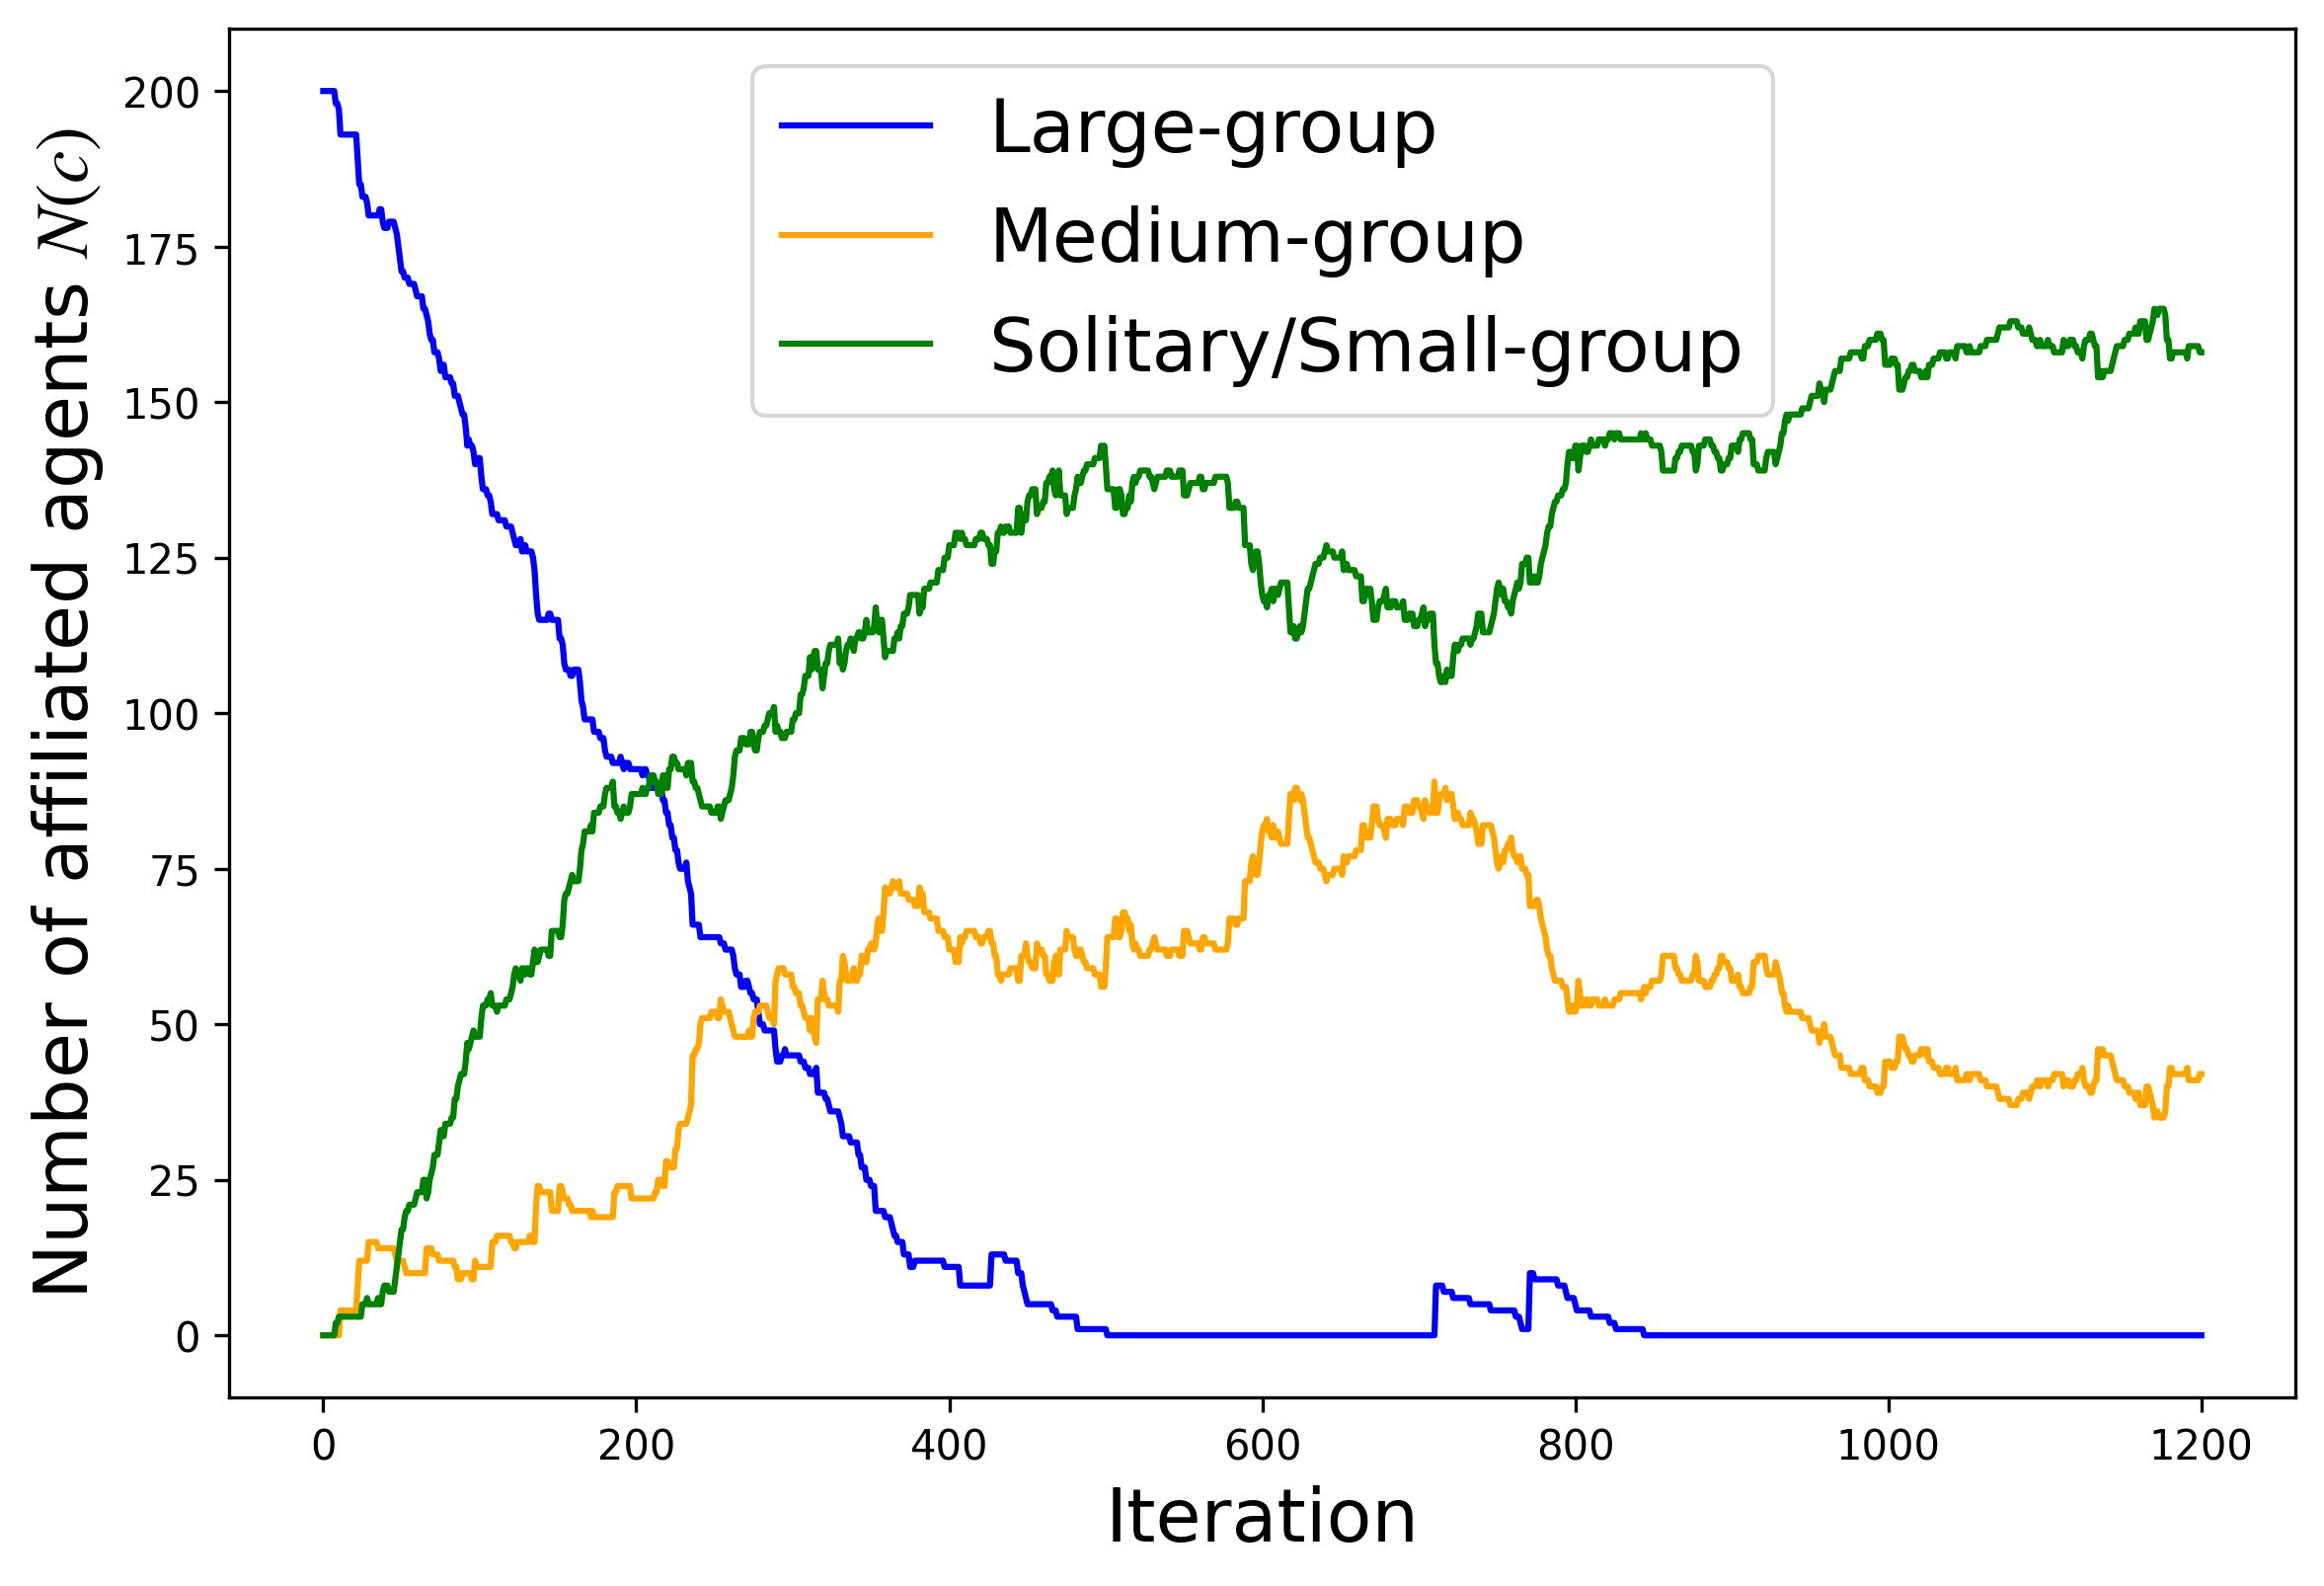 Number of affiliated agents N(c)
200
175
150
125
100
75
50
25
0
Large-group
Medium-group
Solitary/Small-group
0 200 400 600 800 1000 1200
Iteration